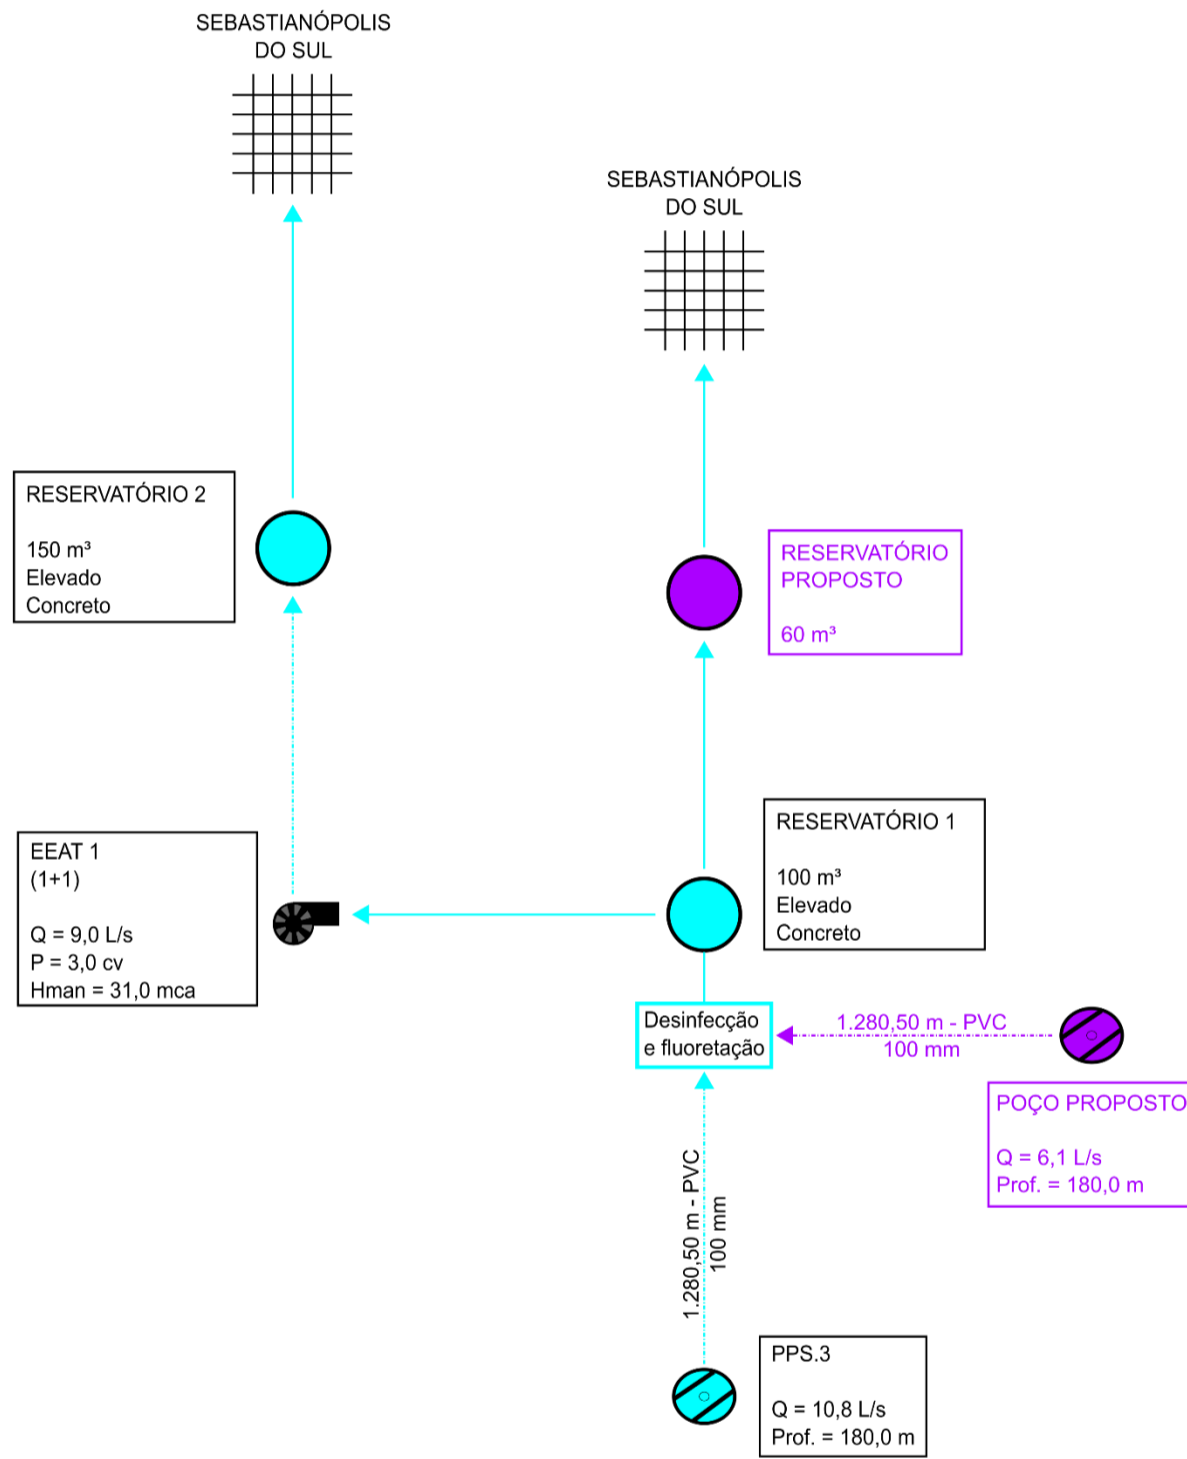 SEBASTIANÓPOLIS
DO SUL
SEBASTIANÓPOLIS
DO SUL
RESERVATÓRIO 2
150 m³
Elevado
Concreto
RESERVATÓRIO
PROPOSTO
60 m³
EEAT 1
(1+1)
Q = 9,0 L/s
P = 3,0 cv
Hman = 31,0 mca
RESERVATÓRIO 1
100 m³
Elevado
Concreto
Desinfecção
e fluoretação
1.280,50 m - PVC
100 mm
POÇO PROPOSTO
Q = 6,1 L/s
Prof. = 180,0 m
1.280,50 m - PVC
100 mm
PPS.3
Q = 10,8 L/s
Prof. = 180,0 m